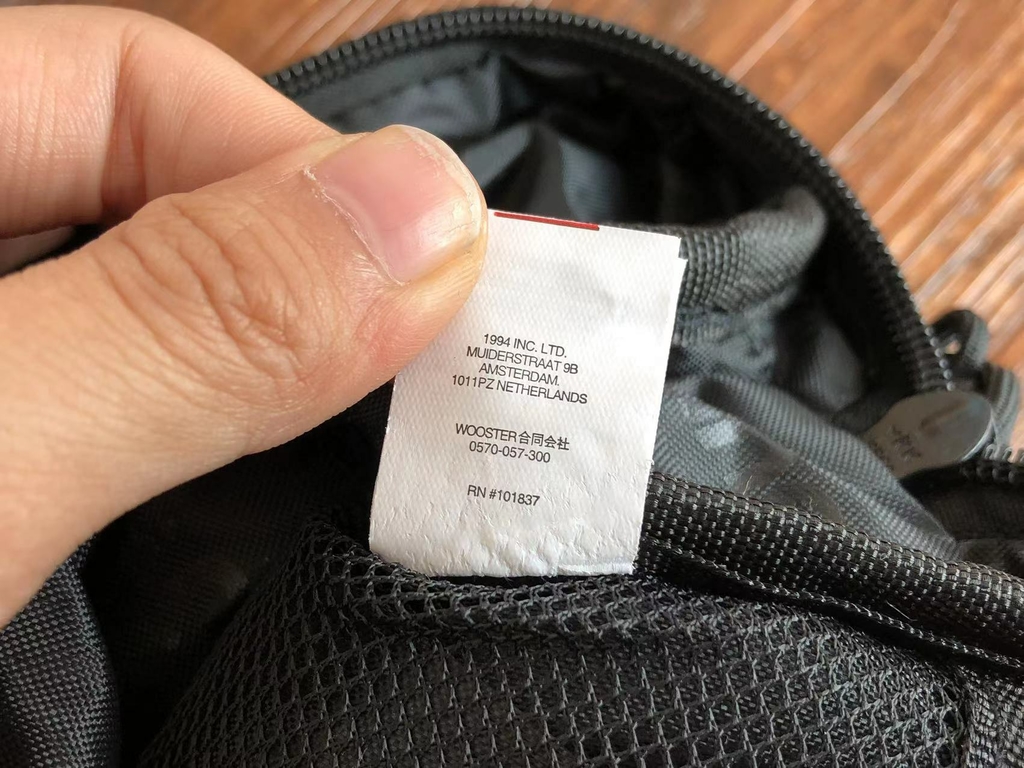 1994 INC. LTD.
MUIDERSTRAAT 9B
AMSTERDAM.
1011PZ NETHERLANDS
WOOSTER合同会社
0570-057-300
RN #101837